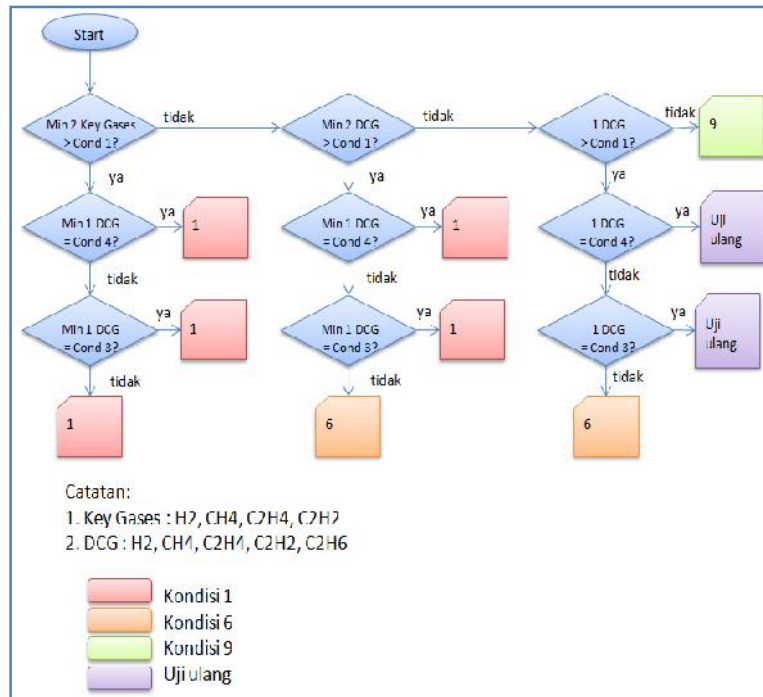 Start
Min 2 Key Gases
> Cond 1?
tidak
Min 2 DCG
> Cond 1?
tidak
1 DCG
> Cond 1?
tidak
9
ya
ya
ya
Min 1 DCG
= Cond 4?
ya
1
Min 1 DCG
= Cond 4?
ya
1
1 DCG
= Cond 4?
ya
Uji
ulang
tidak
tidak
tidak
Min 1 DCG
= Cond 3?
ya
1
Min 1 DCG
= Cond 3?
ya
1
1 DCG
= Cond 3?
ya
Uji
ulang
tidak
tidak
tidak
1
6
6
Catatan:
1. Key Gases : H2, CH4, C2H4, C2H2
2. DCG : H2, CH4, C2H4, C2H2, C2H6
Kondisi 1
Kondisi 6
Kondisi 9
Uji ulang